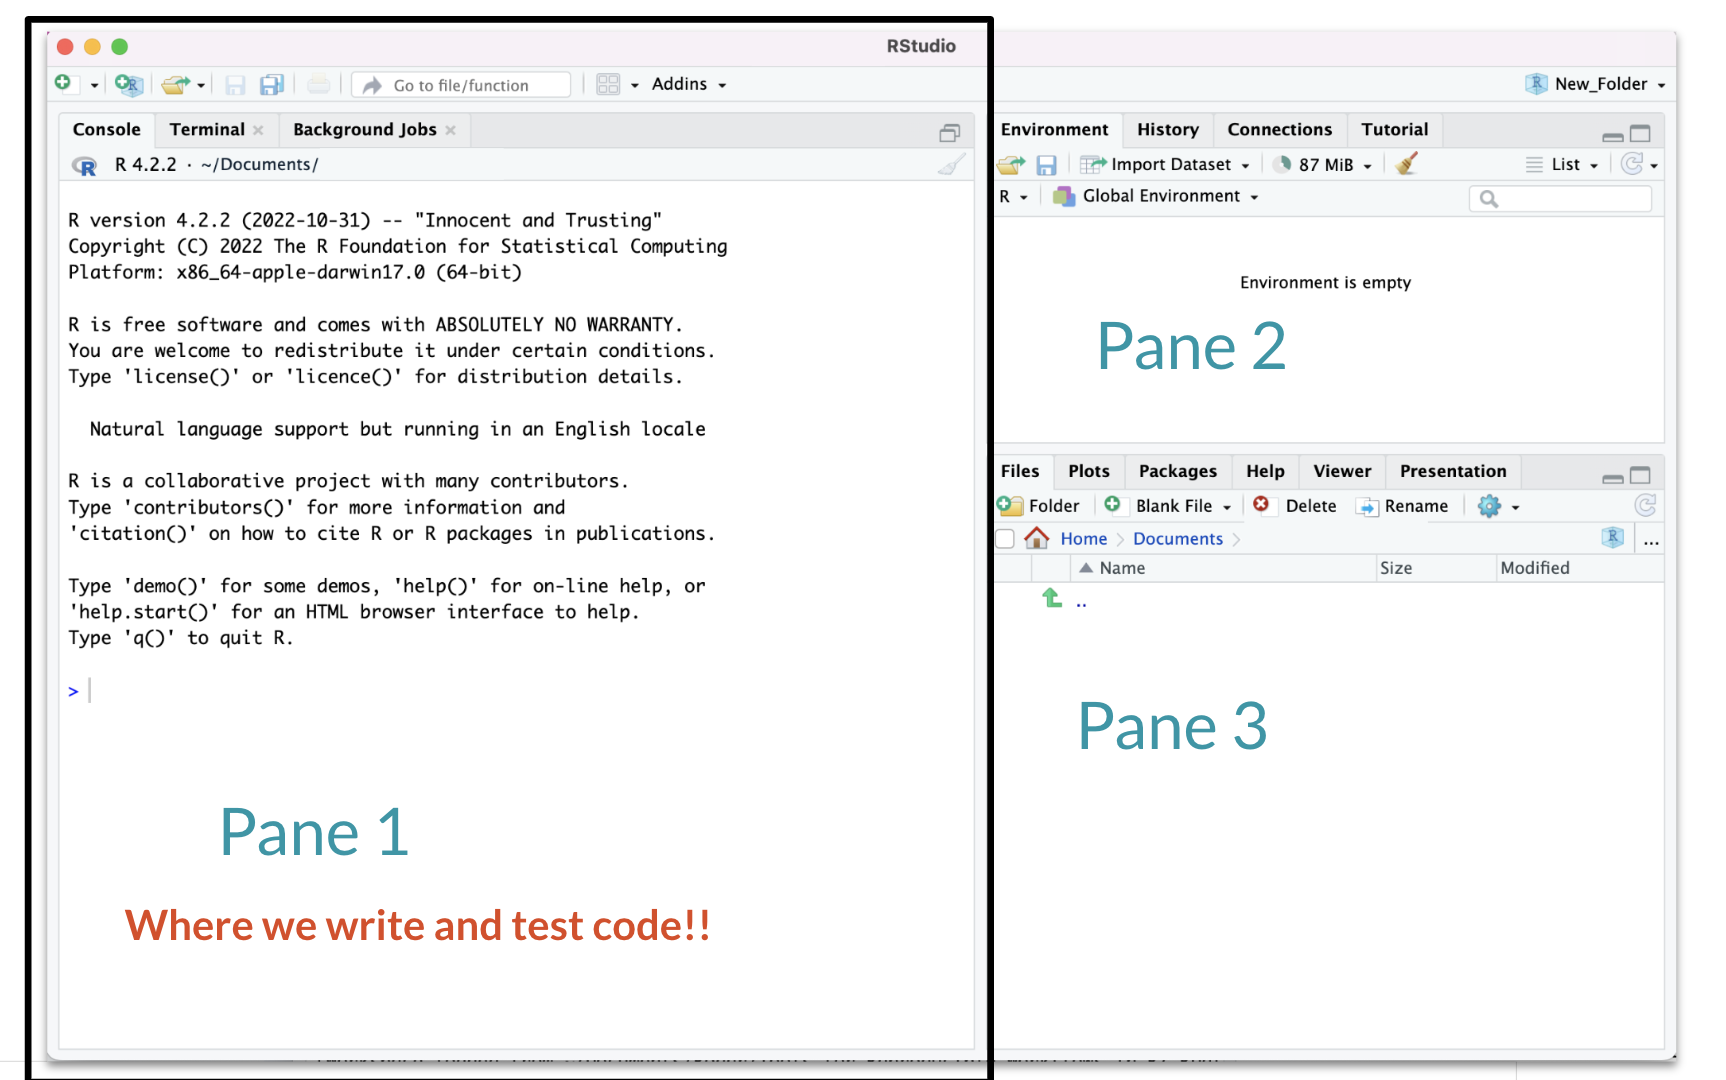 RStudio
Go to file/function
Addins
New_Folder
Console
Terminal
Background Jobs
R 4.2.2 · ~/Documents/
R version 4.2.2 (2022-10-31) -- "Innocent and Trusting"
Copyright (C) 2022 The R Foundation for Statistical Computing
Platform: x86_64-apple-darwin17.0 (64-bit)
R is free software and comes with ABSOLUTELY NO WARRANTY.
You are welcome to redistribute it under certain conditions.
Type 'license()' or 'licence()' for distribution details.
Natural language support but running in an English locale
R is a collaborative project with many contributors.
Type 'contributors()' for more information and
'citation()' on how to cite R or R packages in publications.
Type 'demo()' for some demos, 'help()' for on-line help, or
'help.start()' for an HTML browser interface to help.
Type 'q()' to quit R.
>
Pane 1
Where we write and test code!!
Environment
History
Connections
Tutorial
Import Dataset
87 MiB
List
R
Global Environment
Environment is empty
Pane 2
Files
Plots
Packages
Help
Viewer
Presentation
Folder
Blank File
Delete
Rename
Home
Documents
...
Name
Size
Modified
..
Pane 3